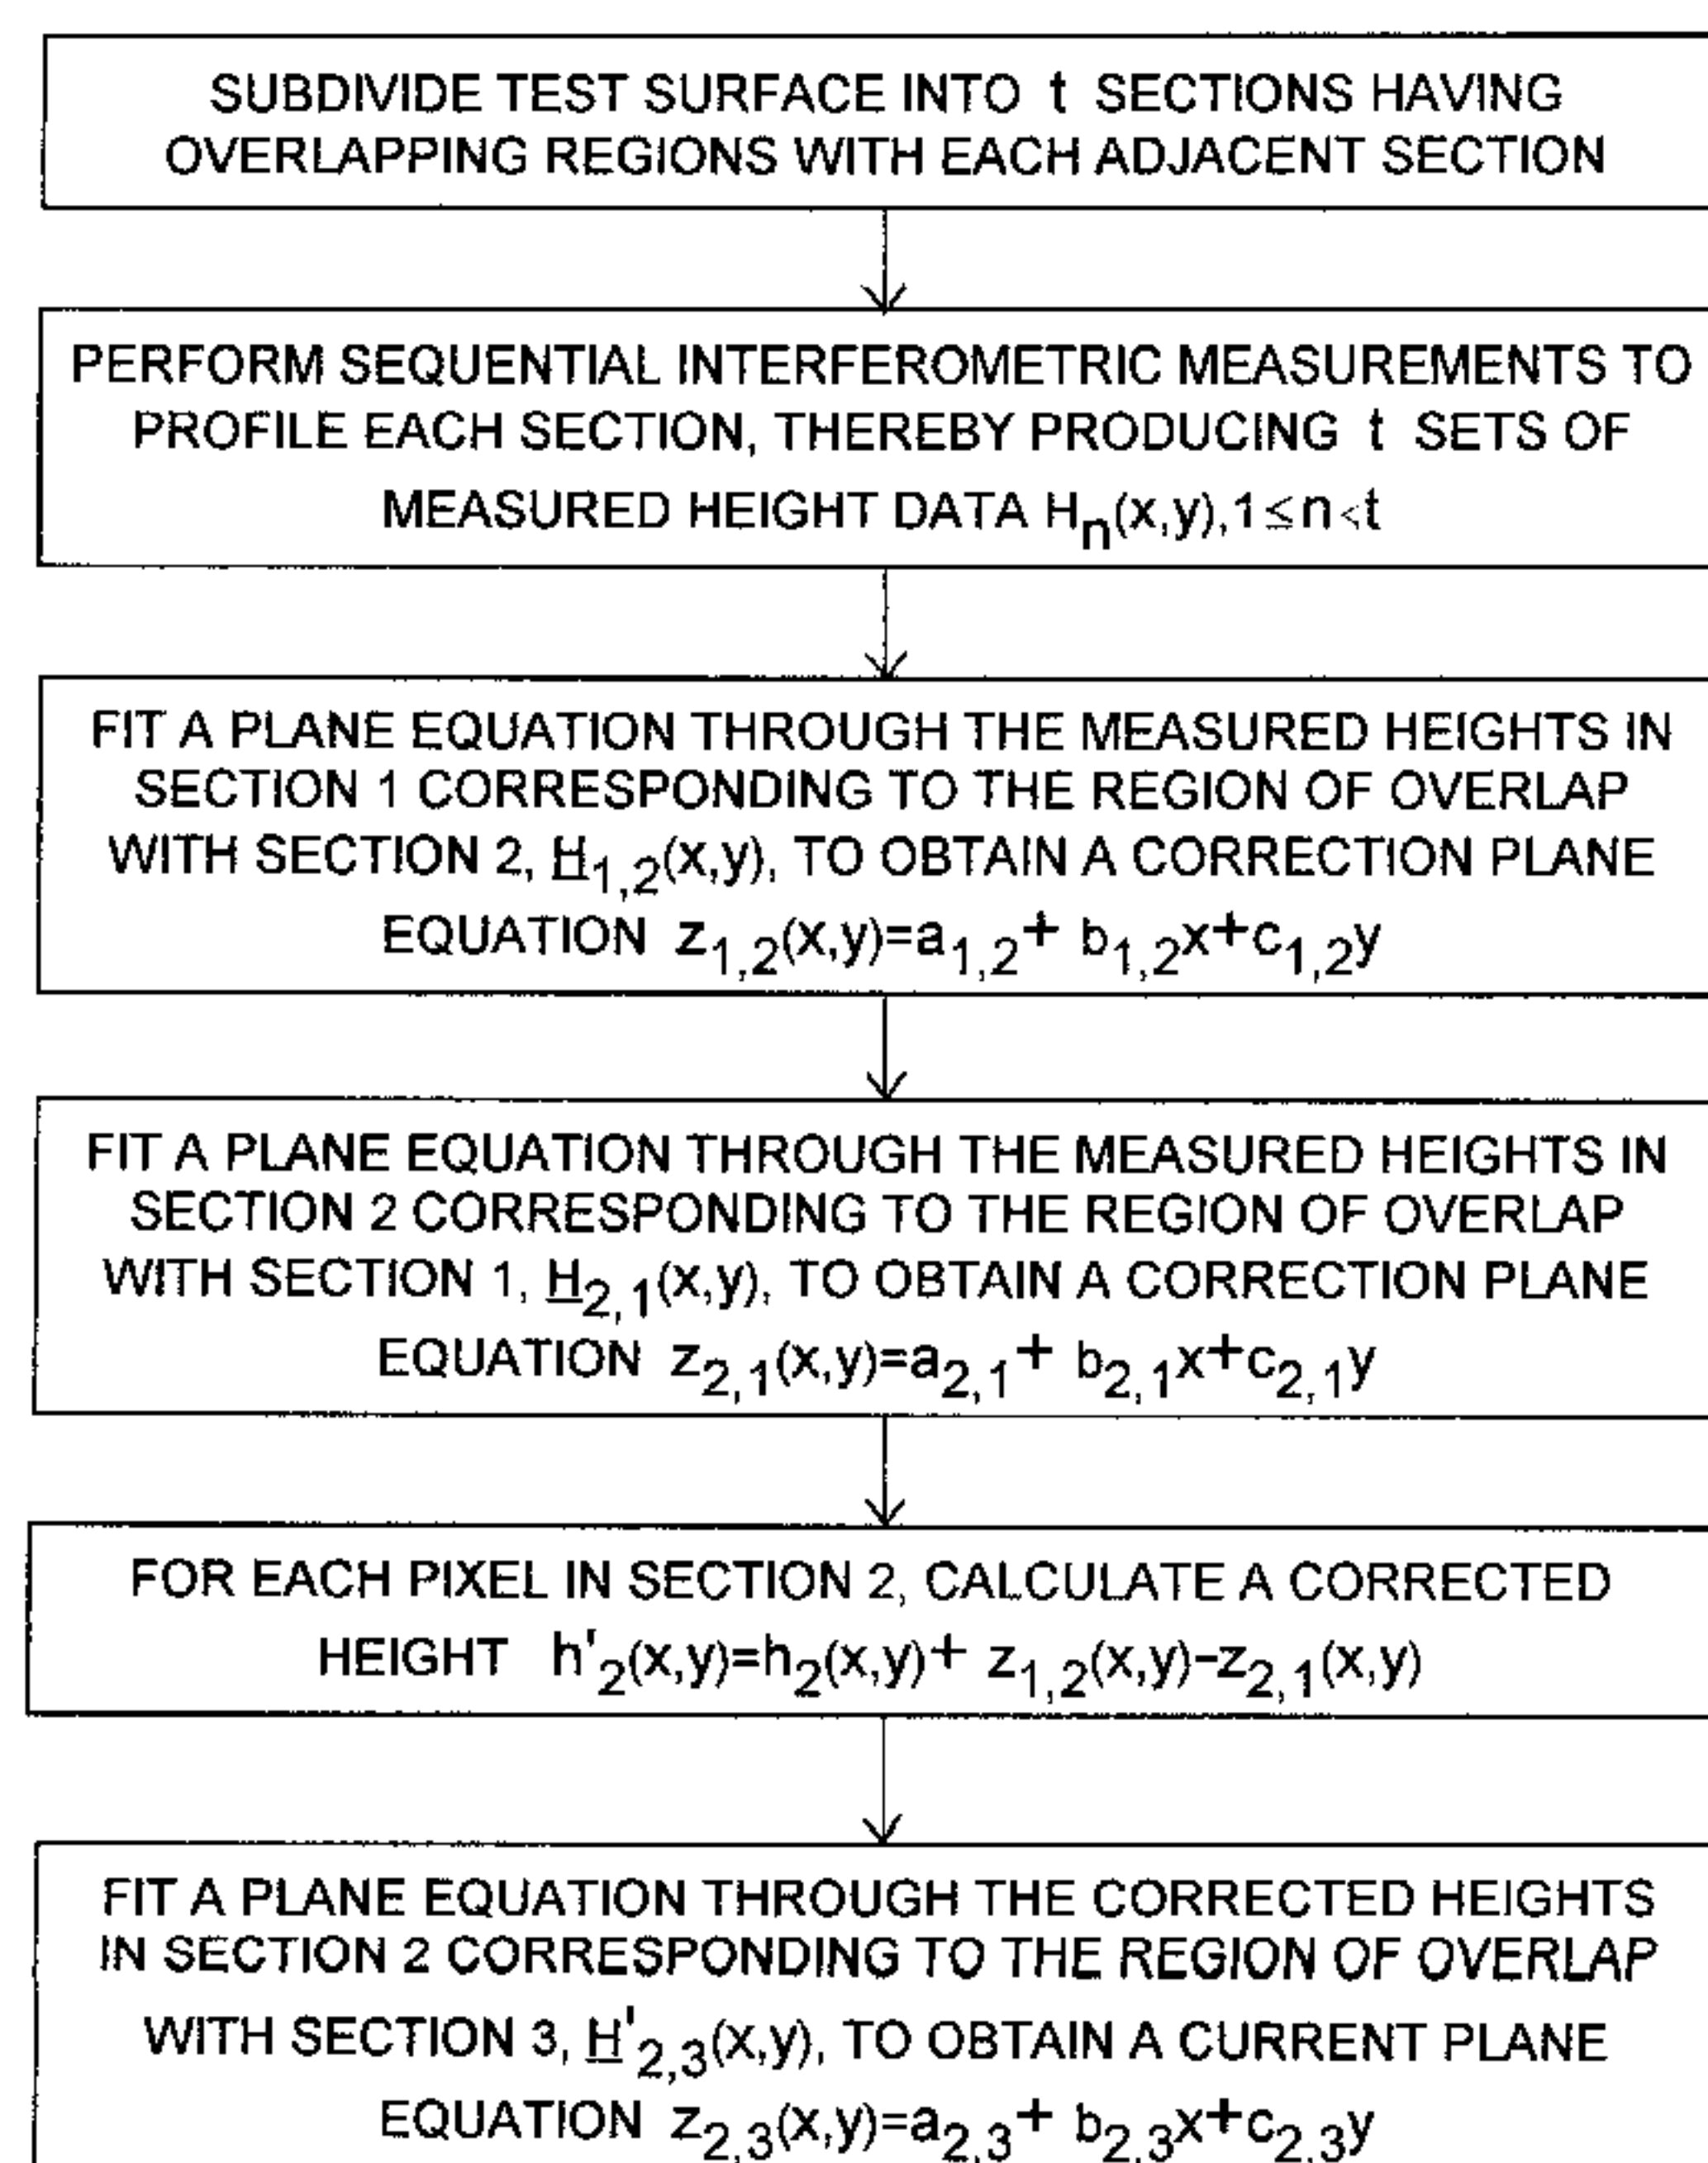 SUBDIVIDE TEST SURFACE INTO t SECTIONS HAVING
OVERLAPPING REGIONS WITH EACH ADJACENT SECTION
PERFORM SEQUENTIAL INTERFEROMETRIC MEASUREMENTS TO
PROFILE EACH SECTION, THEREBY PRODUCING t SETS OF
MEASURED HEIGHT DATA Hₙ(x,y),1≤n<t
FIT A PLANE EQUATION THROUGH THE MEASURED HEIGHTS IN
SECTION 1 CORRESPONDING TO THE REGION OF OVERLAP
WITH SECTION 2, H̲₁,₂(x,y), TO OBTAIN A CORRECTION PLANE
EQUATION z₁,₂(x,y)=a₁,₂+ b₁,₂x+c₁,₂y
FIT A PLANE EQUATION THROUGH THE MEASURED HEIGHTS IN
SECTION 2 CORRESPONDING TO THE REGION OF OVERLAP
WITH SECTION 1, H̲₂,₁(x,y), TO OBTAIN A CORRECTION PLANE
EQUATION z₂,₁(x,y)=a₂,₁+ b₂,₁x+c₂,₁y
FOR EACH PIXEL IN SECTION 2, CALCULATE A CORRECTED
HEIGHT h'₂(x,y)=h₂(x,y)+ z₁,₂(x,y)-z₂,₁(x,y)
FIT A PLANE EQUATION THROUGH THE CORRECTED HEIGHTS
IN SECTION 2 CORRESPONDING TO THE REGION OF OVERLAP
WITH SECTION 3, H̲'₂,₃(x,y), TO OBTAIN A CURRENT PLANE
EQUATION z₂,₃(x,y)=a₂,₃+ b₂,₃x+c₂,₃y